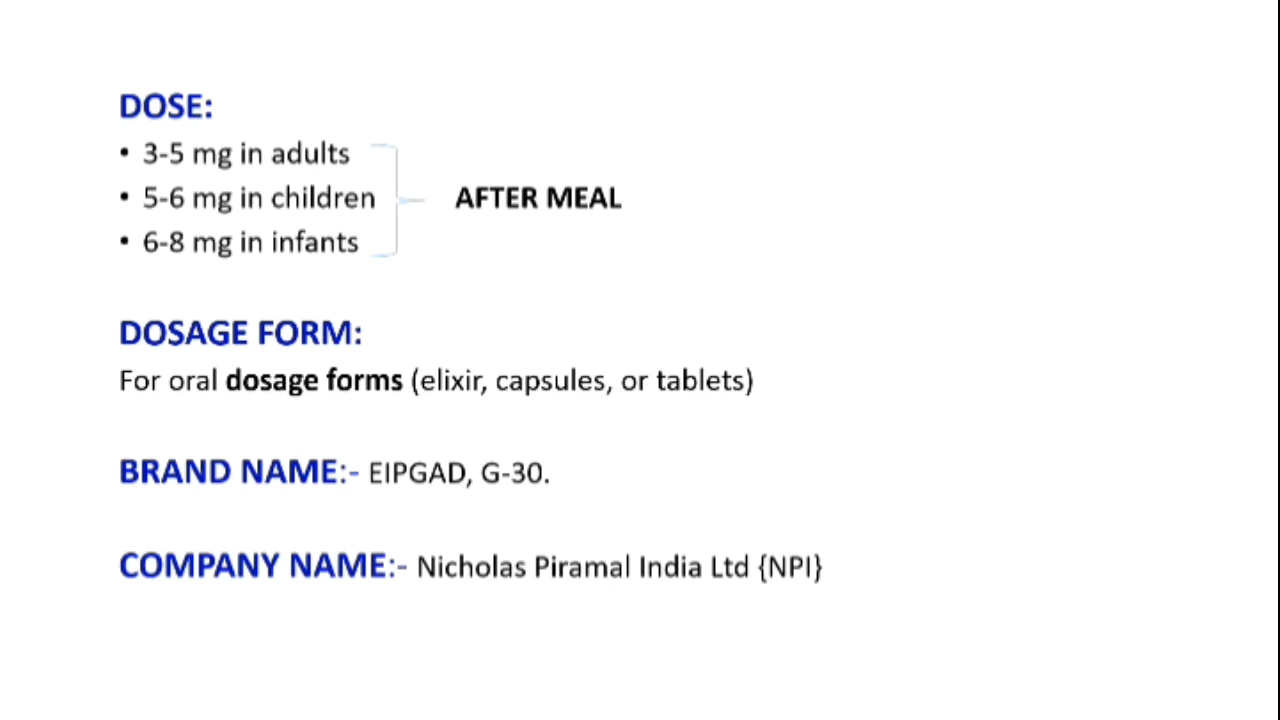 DOSE:
• 3-5 mg in adults
• 5-6 mg in children
AFTER MEAL
• 6-8 mg in infants
DOSAGE FORM:
For oral dosage forms (elixir, capsules, or tablets)
BRAND NAME:- EIPGAD, G-30.
COMPANY NAME:- Nicholas Piramal India Ltd {NPI}